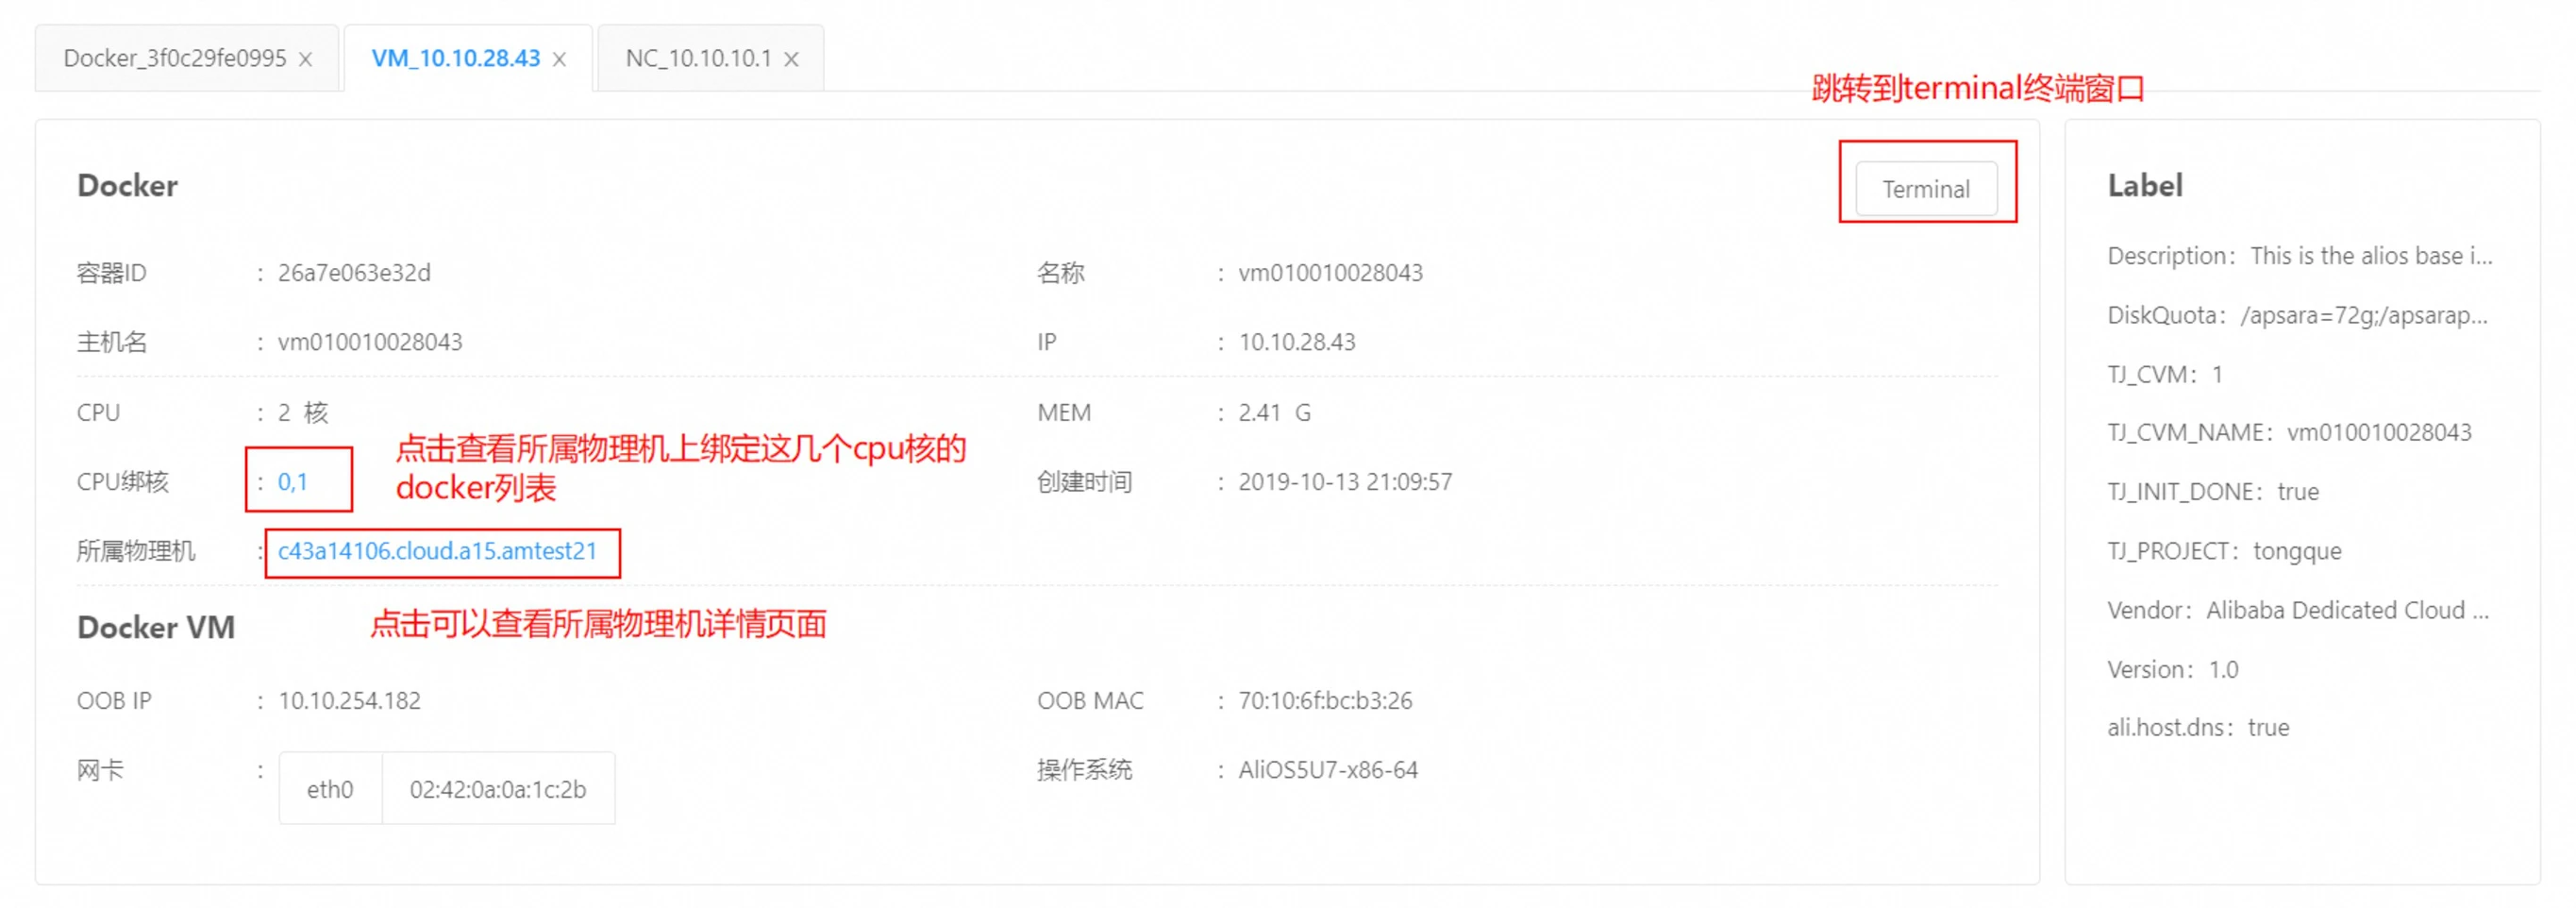 Docker_3f0c29fe0995 × VM_10.10.28.43 × NC_10.10.10.1 ×
跳转到terminal终端窗口
Docker
Terminal
容器ID : 26a7e063e32d
名称 : vm010010028043
主机名 : vm010010028043
IP : 10.10.28.43
CPU : 2 核
MEM : 2.41 G
点击查看所属物理机上绑定这几个cpu核的
docker列表
CPU绑核 : 0,1
创建时间 : 2019-10-13 21:09:57
所属物理机 : c43a14106.cloud.a15.amtest21
点击可以查看所属物理机详情页面
Docker VM
OOB IP : 10.10.254.182
OOB MAC : 70:10:6f:bc:b3:26
网卡 : eth0 02:42:0a:0a:1c:2b
操作系统 : AliOS5U7-x86-64
Label
Description：This is the alios base i...
DiskQuota：/apsara=72g;/apsarap...
TJ_CVM：1
TJ_CVM_NAME：vm010010028043
TJ_INIT_DONE：true
TJ_PROJECT：tongque
Vendor：Alibaba Dedicated Cloud ...
Version：1.0
ali.host.dns：true